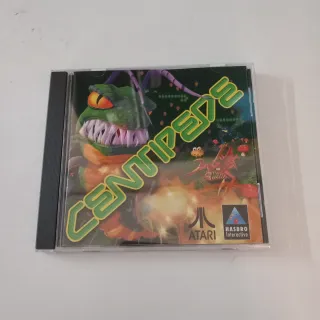 CENTIPEDE
ATARI
HASBRO
Interactive